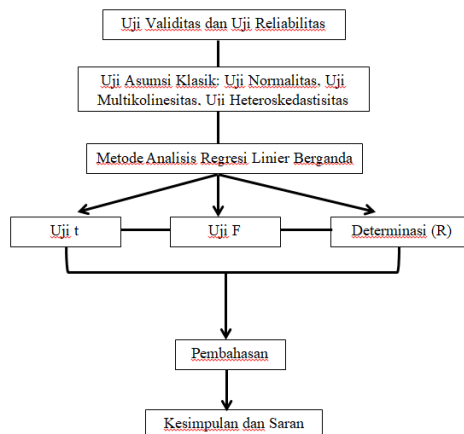 Uji Validitas dan Uji Reliabilitas
Uji Asumsi Klasik: Uji Normalitas, Uji
Multikolinesitas, Uji Heteroskedastisitas
Metode Analisis Regresi Linier Berganda
Uji t
Uji F
Determinasi (R)
Pembahasan
Kesimpulan dan Saran